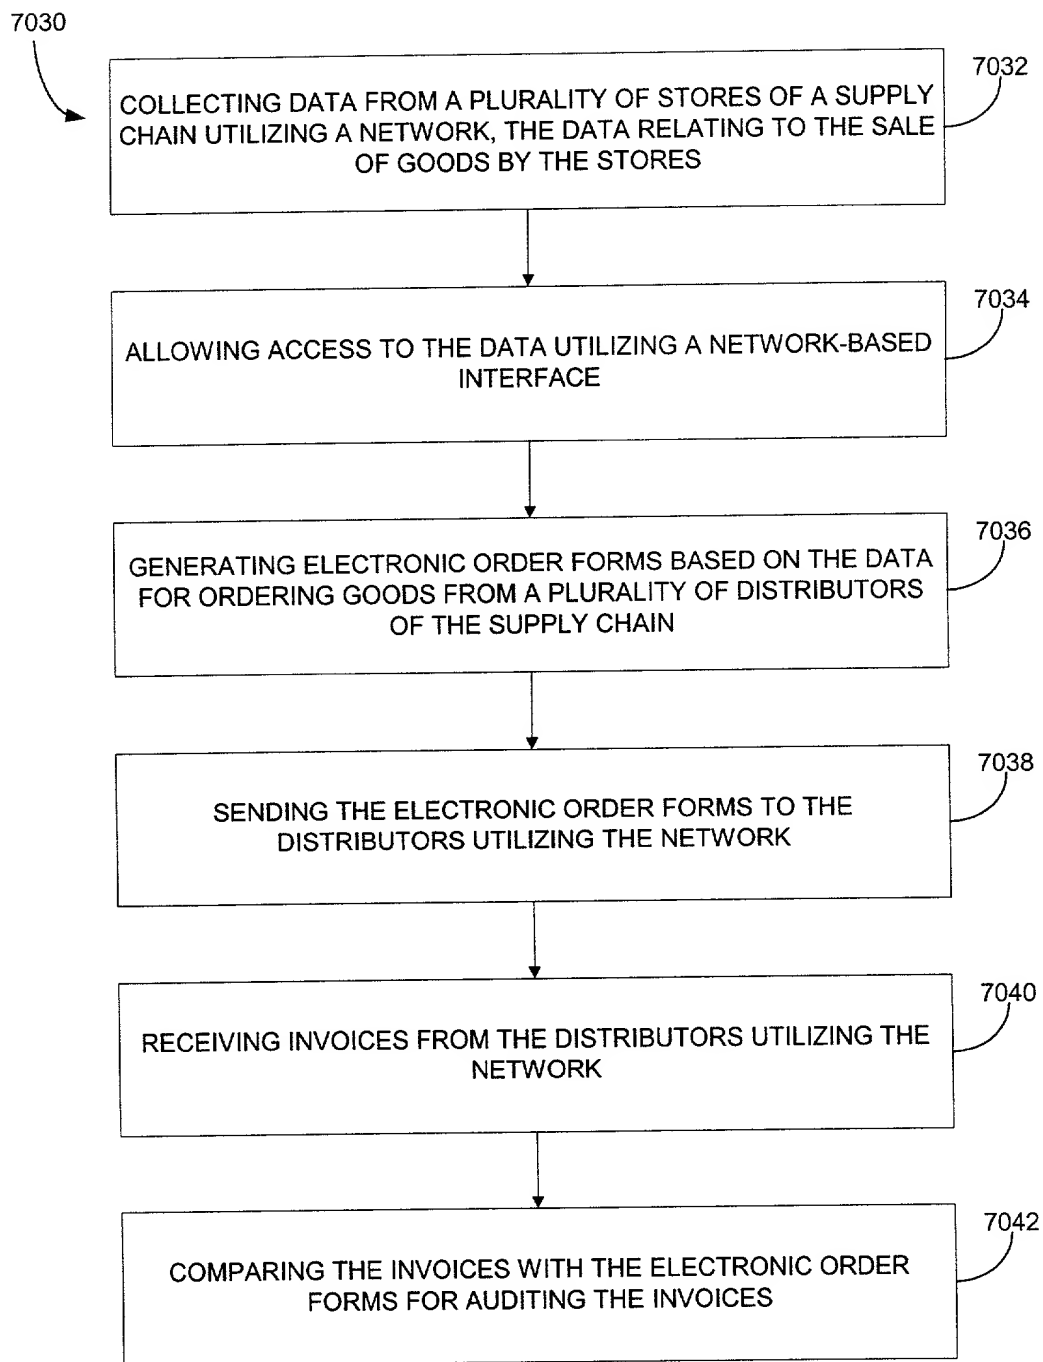 7030
7032
COLLECTING DATA FROM A PLURALITY OF STORES OF A SUPPLY
CHAIN UTILIZING A NETWORK, THE DATA RELATING TO THE SALE
OF GOODS BY THE STORES
7034
ALLOWING ACCESS TO THE DATA UTILIZING A NETWORK-BASED
INTERFACE
7036
GENERATING ELECTRONIC ORDER FORMS BASED ON THE DATA
FOR ORDERING GOODS FROM A PLURALITY OF DISTRIBUTORS
OF THE SUPPLY CHAIN
7038
SENDING THE ELECTRONIC ORDER FORMS TO THE
DISTRIBUTORS UTILIZING THE NETWORK
7040
RECEIVING INVOICES FROM THE DISTRIBUTORS UTILIZING THE
NETWORK
7042
COMPARING THE INVOICES WITH THE ELECTRONIC ORDER
FORMS FOR AUDITING THE INVOICES